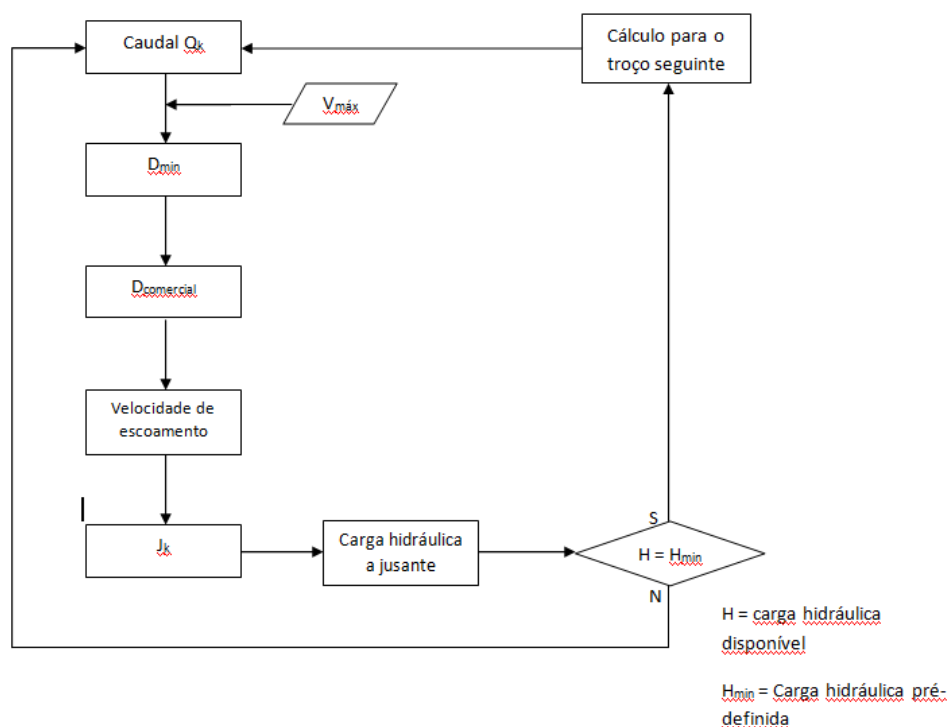 Caudal Qk
Cálculo para o
troço seguinte
Vmáx
Dmin
Dcomercial
Velocidade de
escoamento
Jk
Carga hidráulica
a jusante
S
H = Hmin
N
H = carga hidráulica
disponível
Hmin = Carga hidráulica pré-
definida